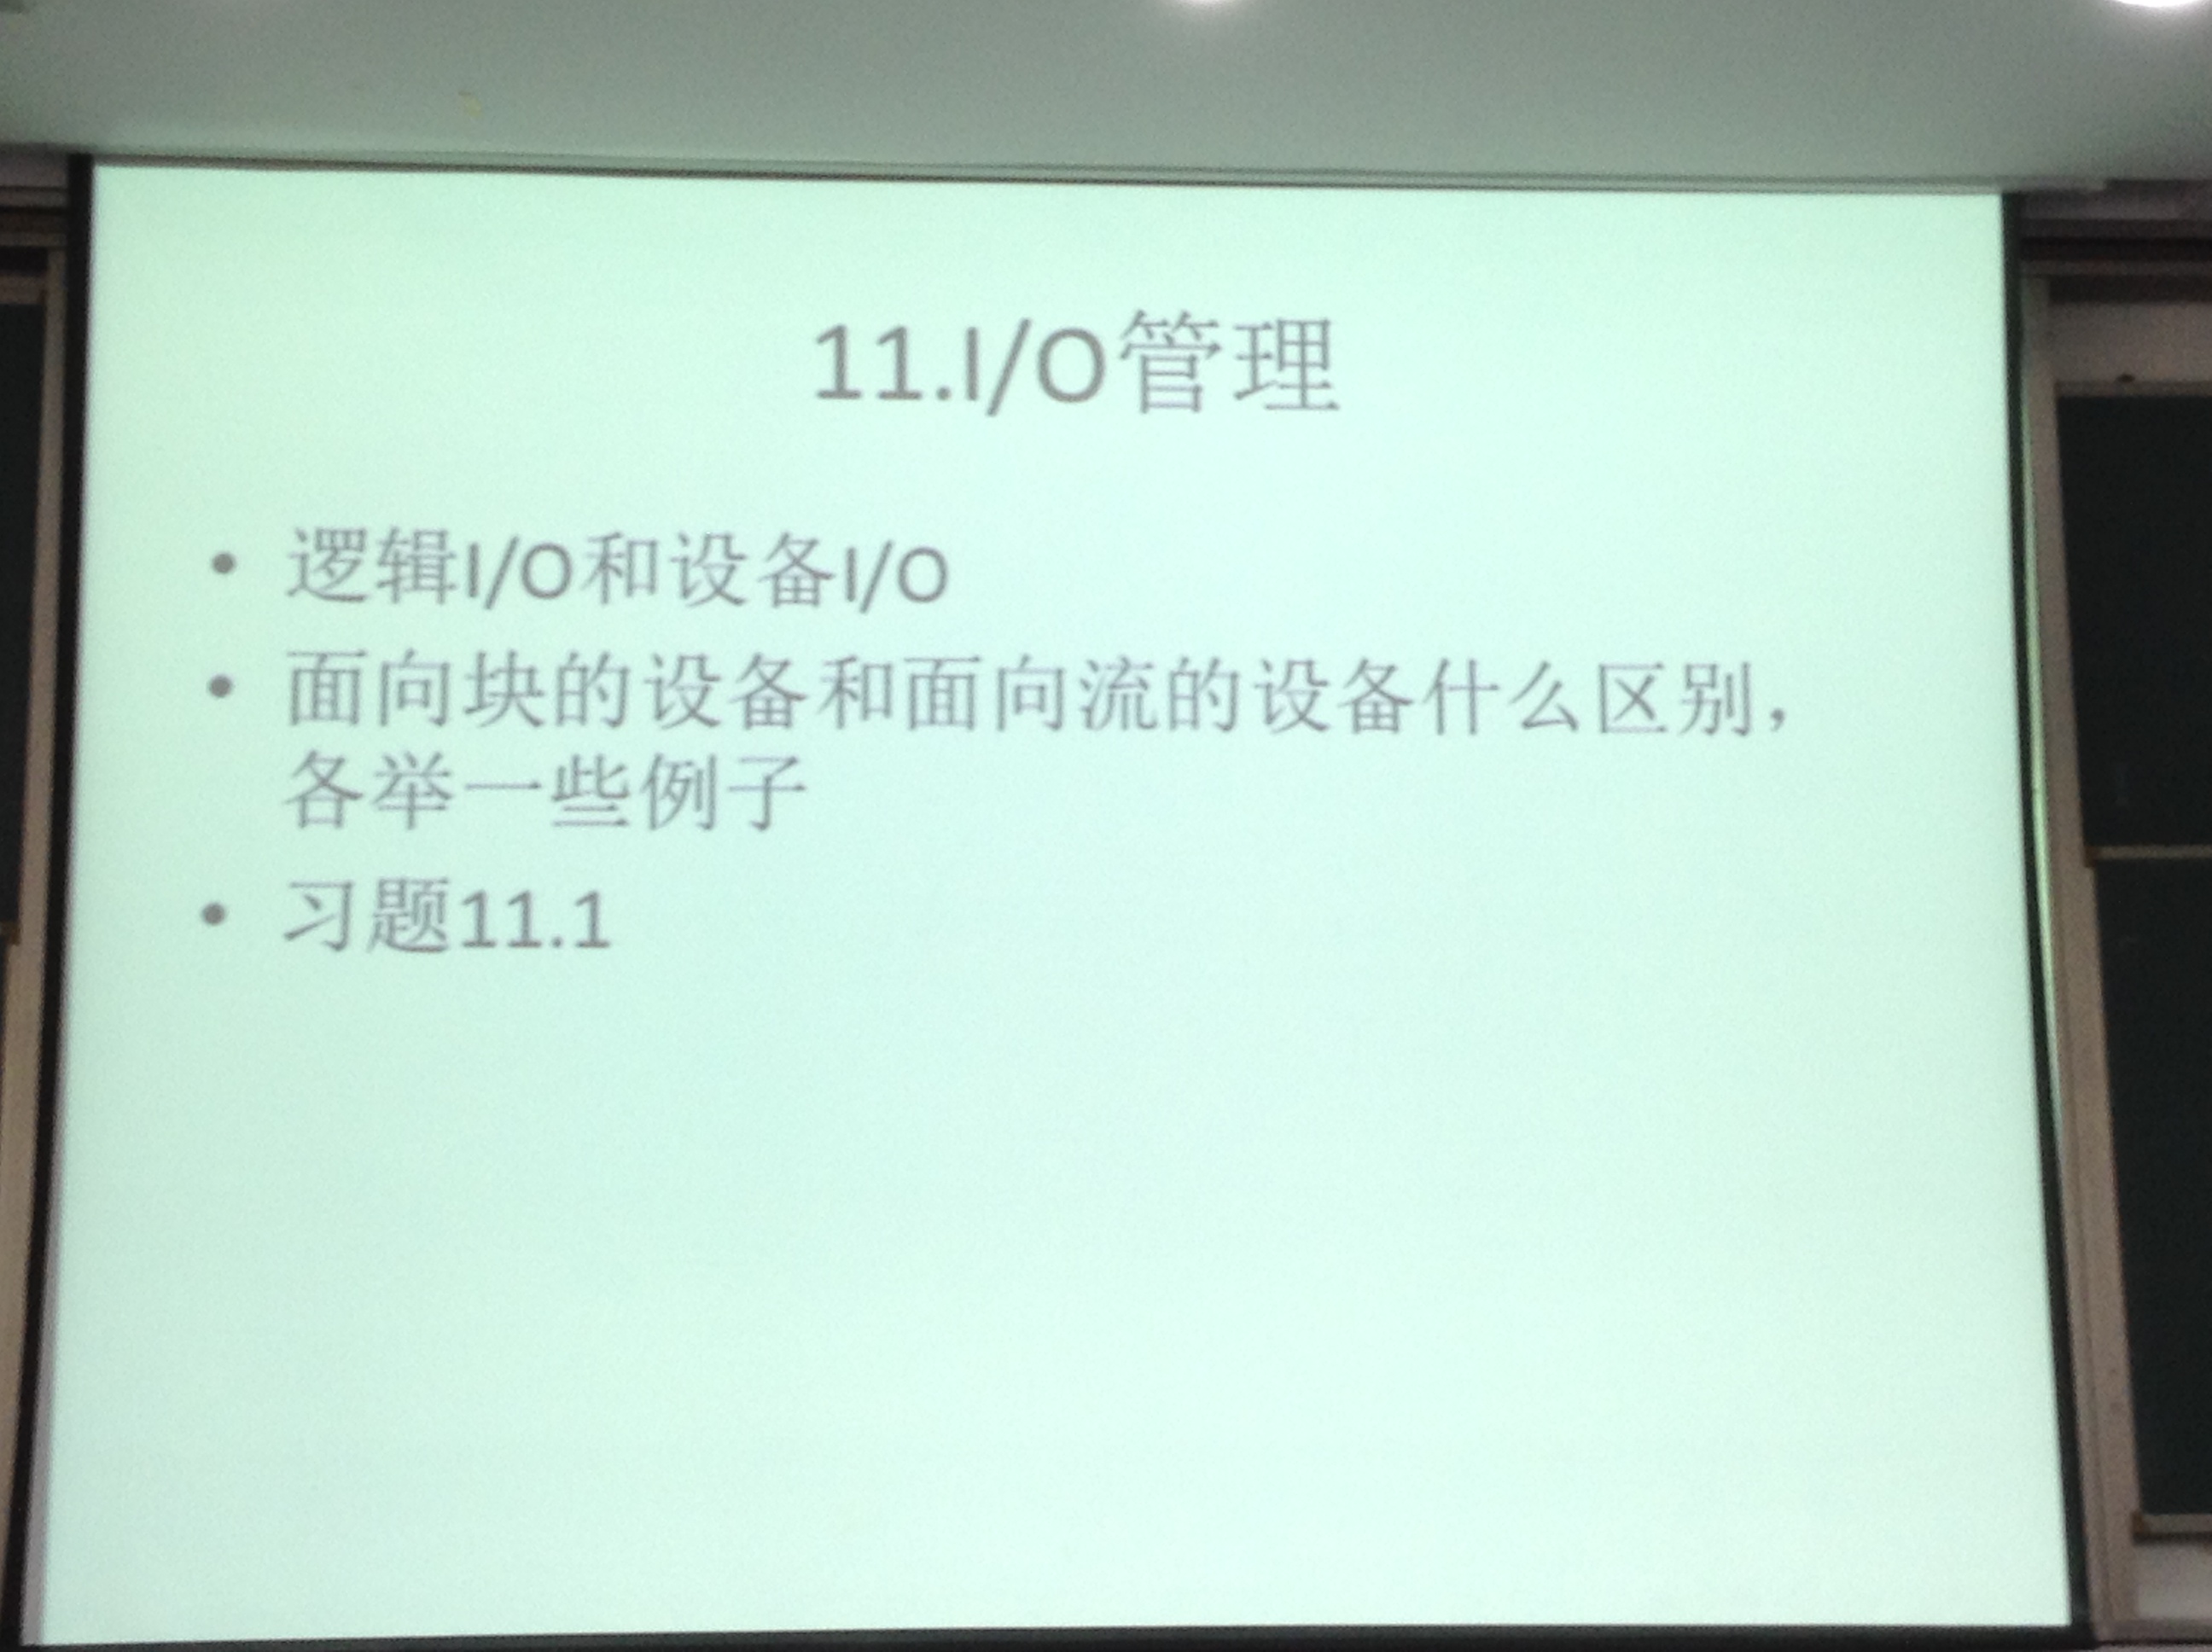 11.I/O管理
• 逻辑I/O和设备I/O
• 面向块的设备和面向流的设备什么区别，
各举一些例子
• 习题11.1